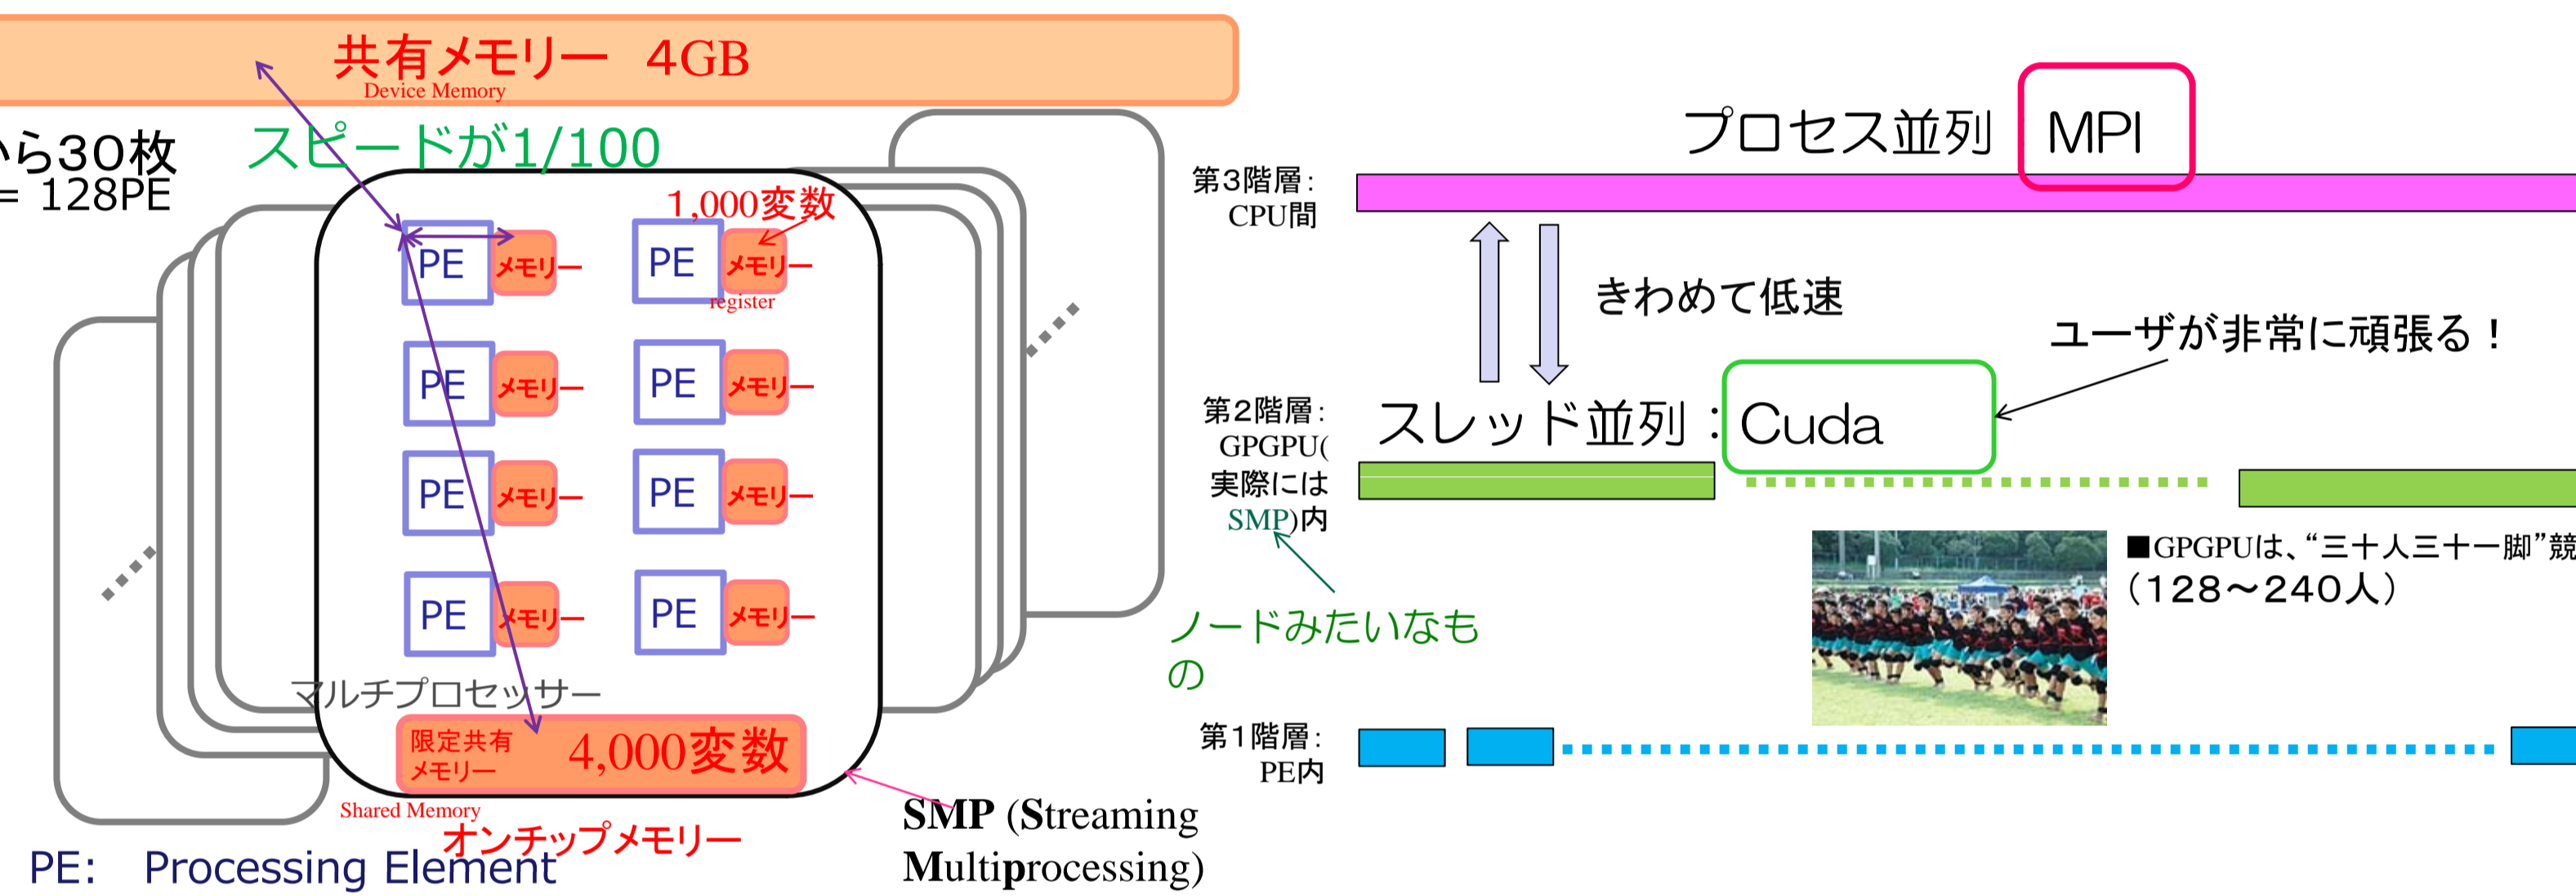 共有メモリー 4GB
Device Memory
から30枚
= 128PE
スピードが1/100
1,000変数
PE メモリー PE メモリー
register
PE メモリー PE メモリー
PE メモリー PE メモリー
PE メモリー PE メモリー
マルチプロセッサー
限定共有
メモリー
4,000変数
Shared Memory
オンチップメモリー
PE: Processing Element
SMP (Streaming
Multiprocessing)
プロセス並列 MPI
第3階層:
CPU間
きわめて低速
ユーザが非常に頑張る!
第2階層:
GPGPU(
実際には
SMP)内
スレッド並列:Cuda
ノードみたいなも
の
■GPGPUは、“三十人三十一脚”競
(128～240人)
第1階層:
PE内